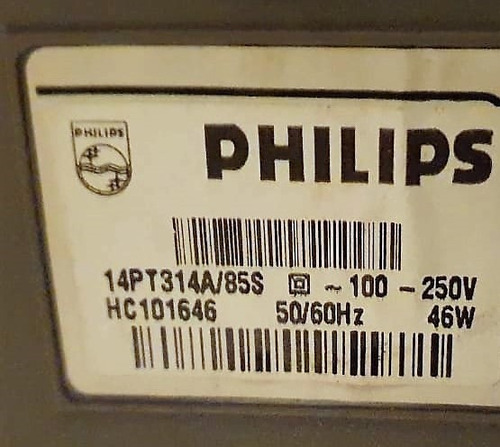 PHILIPS
PHILIPS
14PT314A/85S ~ 100 - 250V
HC101646 50/60Hz 46W